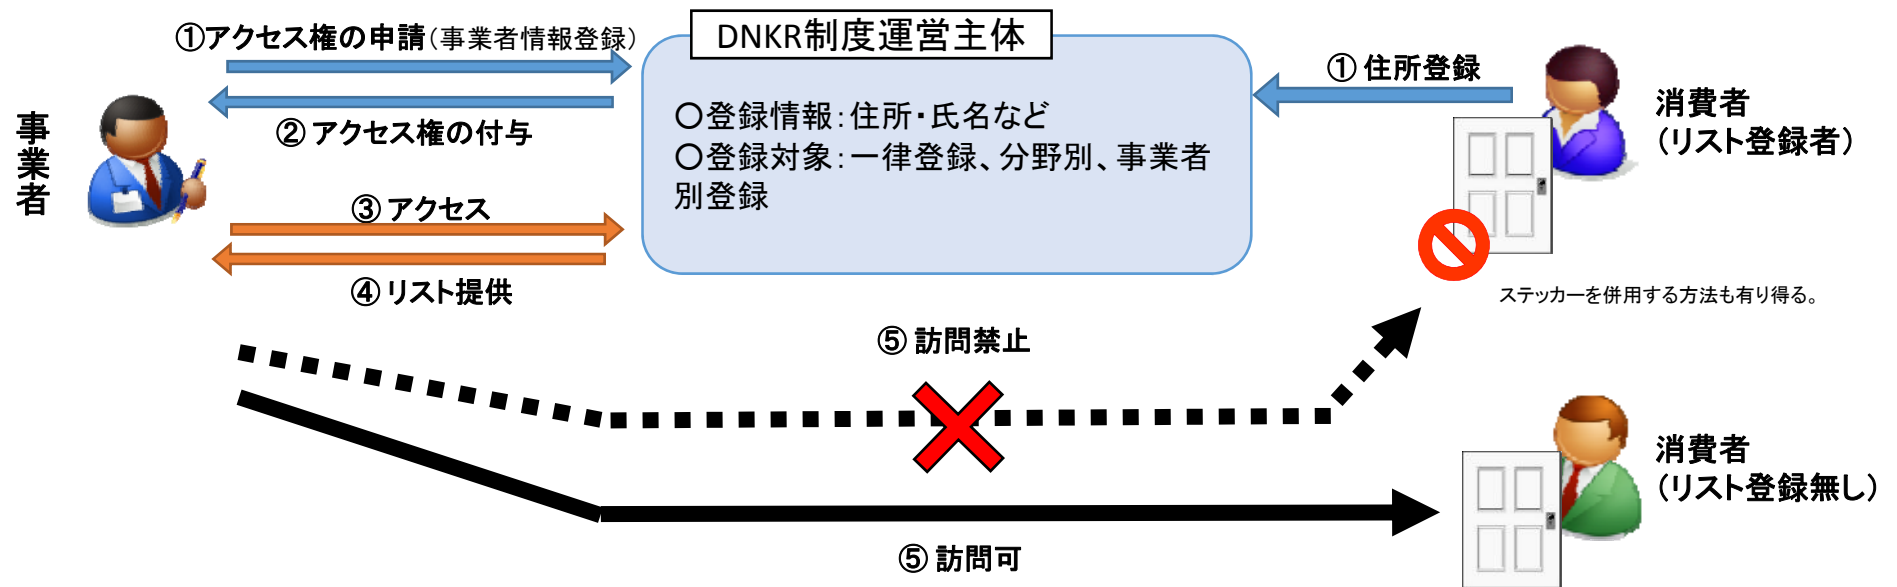 ①アクセス権の申請（事業者情報登録）
DNKR制度運営主体
① 住所登録
事業者
② アクセス権の付与
○登録情報：住所・氏名など
○登録対象：一律登録、分野別、事業者
別登録
消費者
（リスト登録者）
③ アクセス
④ リスト提供
ステッカーを併用する方法も有り得る。
⑤ 訪問禁止
消費者
（リスト登録無し）
⑤ 訪問可